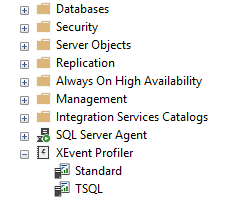 Databases
Security
Server Objects
Replication
Always On High Availability
Management
Integration Services Catalogs
SQL Server Agent
XEvent Profiler
Standard
TSQL